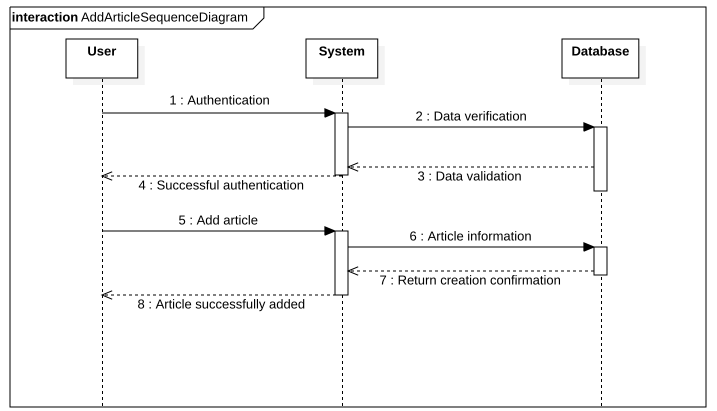 interaction AddArticleSequenceDiagram
User
System
Database
1 : Authentication
2 : Data verification
3 : Data validation
4 : Successful authentication
5 : Add article
6 : Article information
7 : Return creation confirmation
8 : Article successfully added